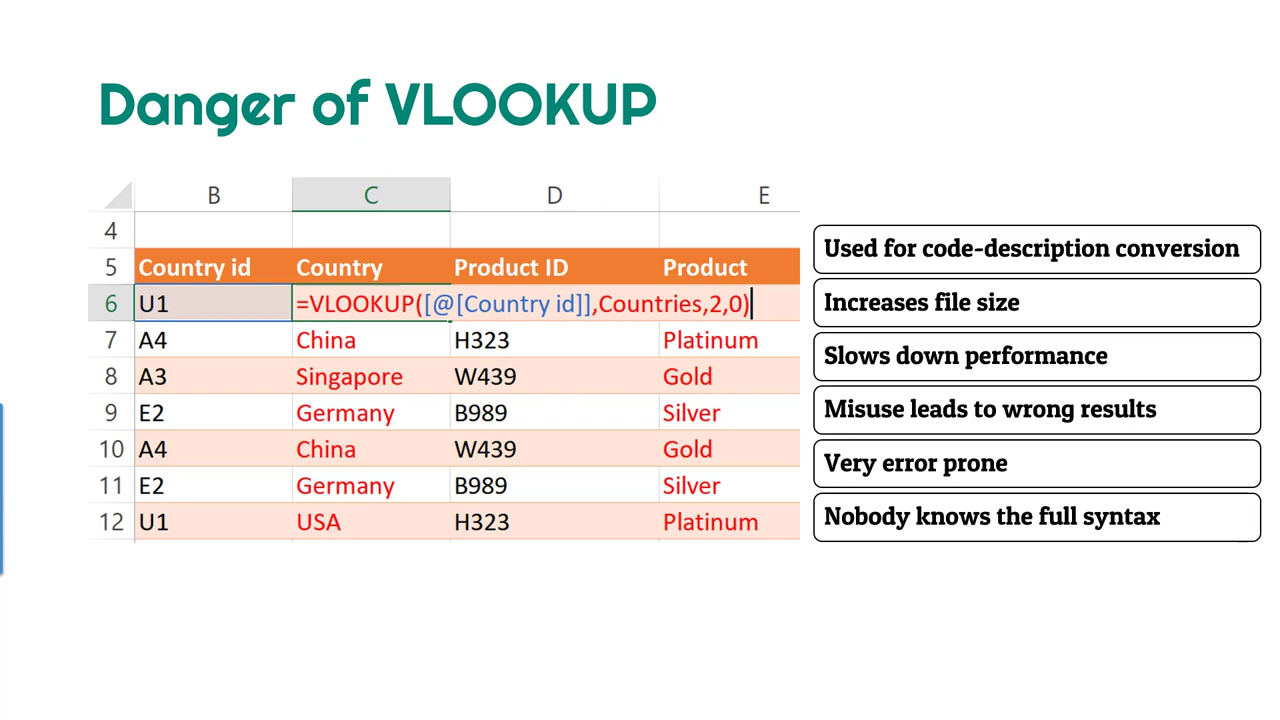 Danger of VLOOKUP
B C D E
4
5 Country id Country Product ID Product
6 U1 =VLOOKUP([@[Country id]],Countries,2,0)
7 A4 China H323 Platinum
8 A3 Singapore W439 Gold
9 E2 Germany B989 Silver
10 A4 China W439 Gold
11 E2 Germany B989 Silver
12 U1 USA H323 Platinum
Used for code-description conversion
Increases file size
Slows down performance
Misuse leads to wrong results
Very error prone
Nobody knows the full syntax